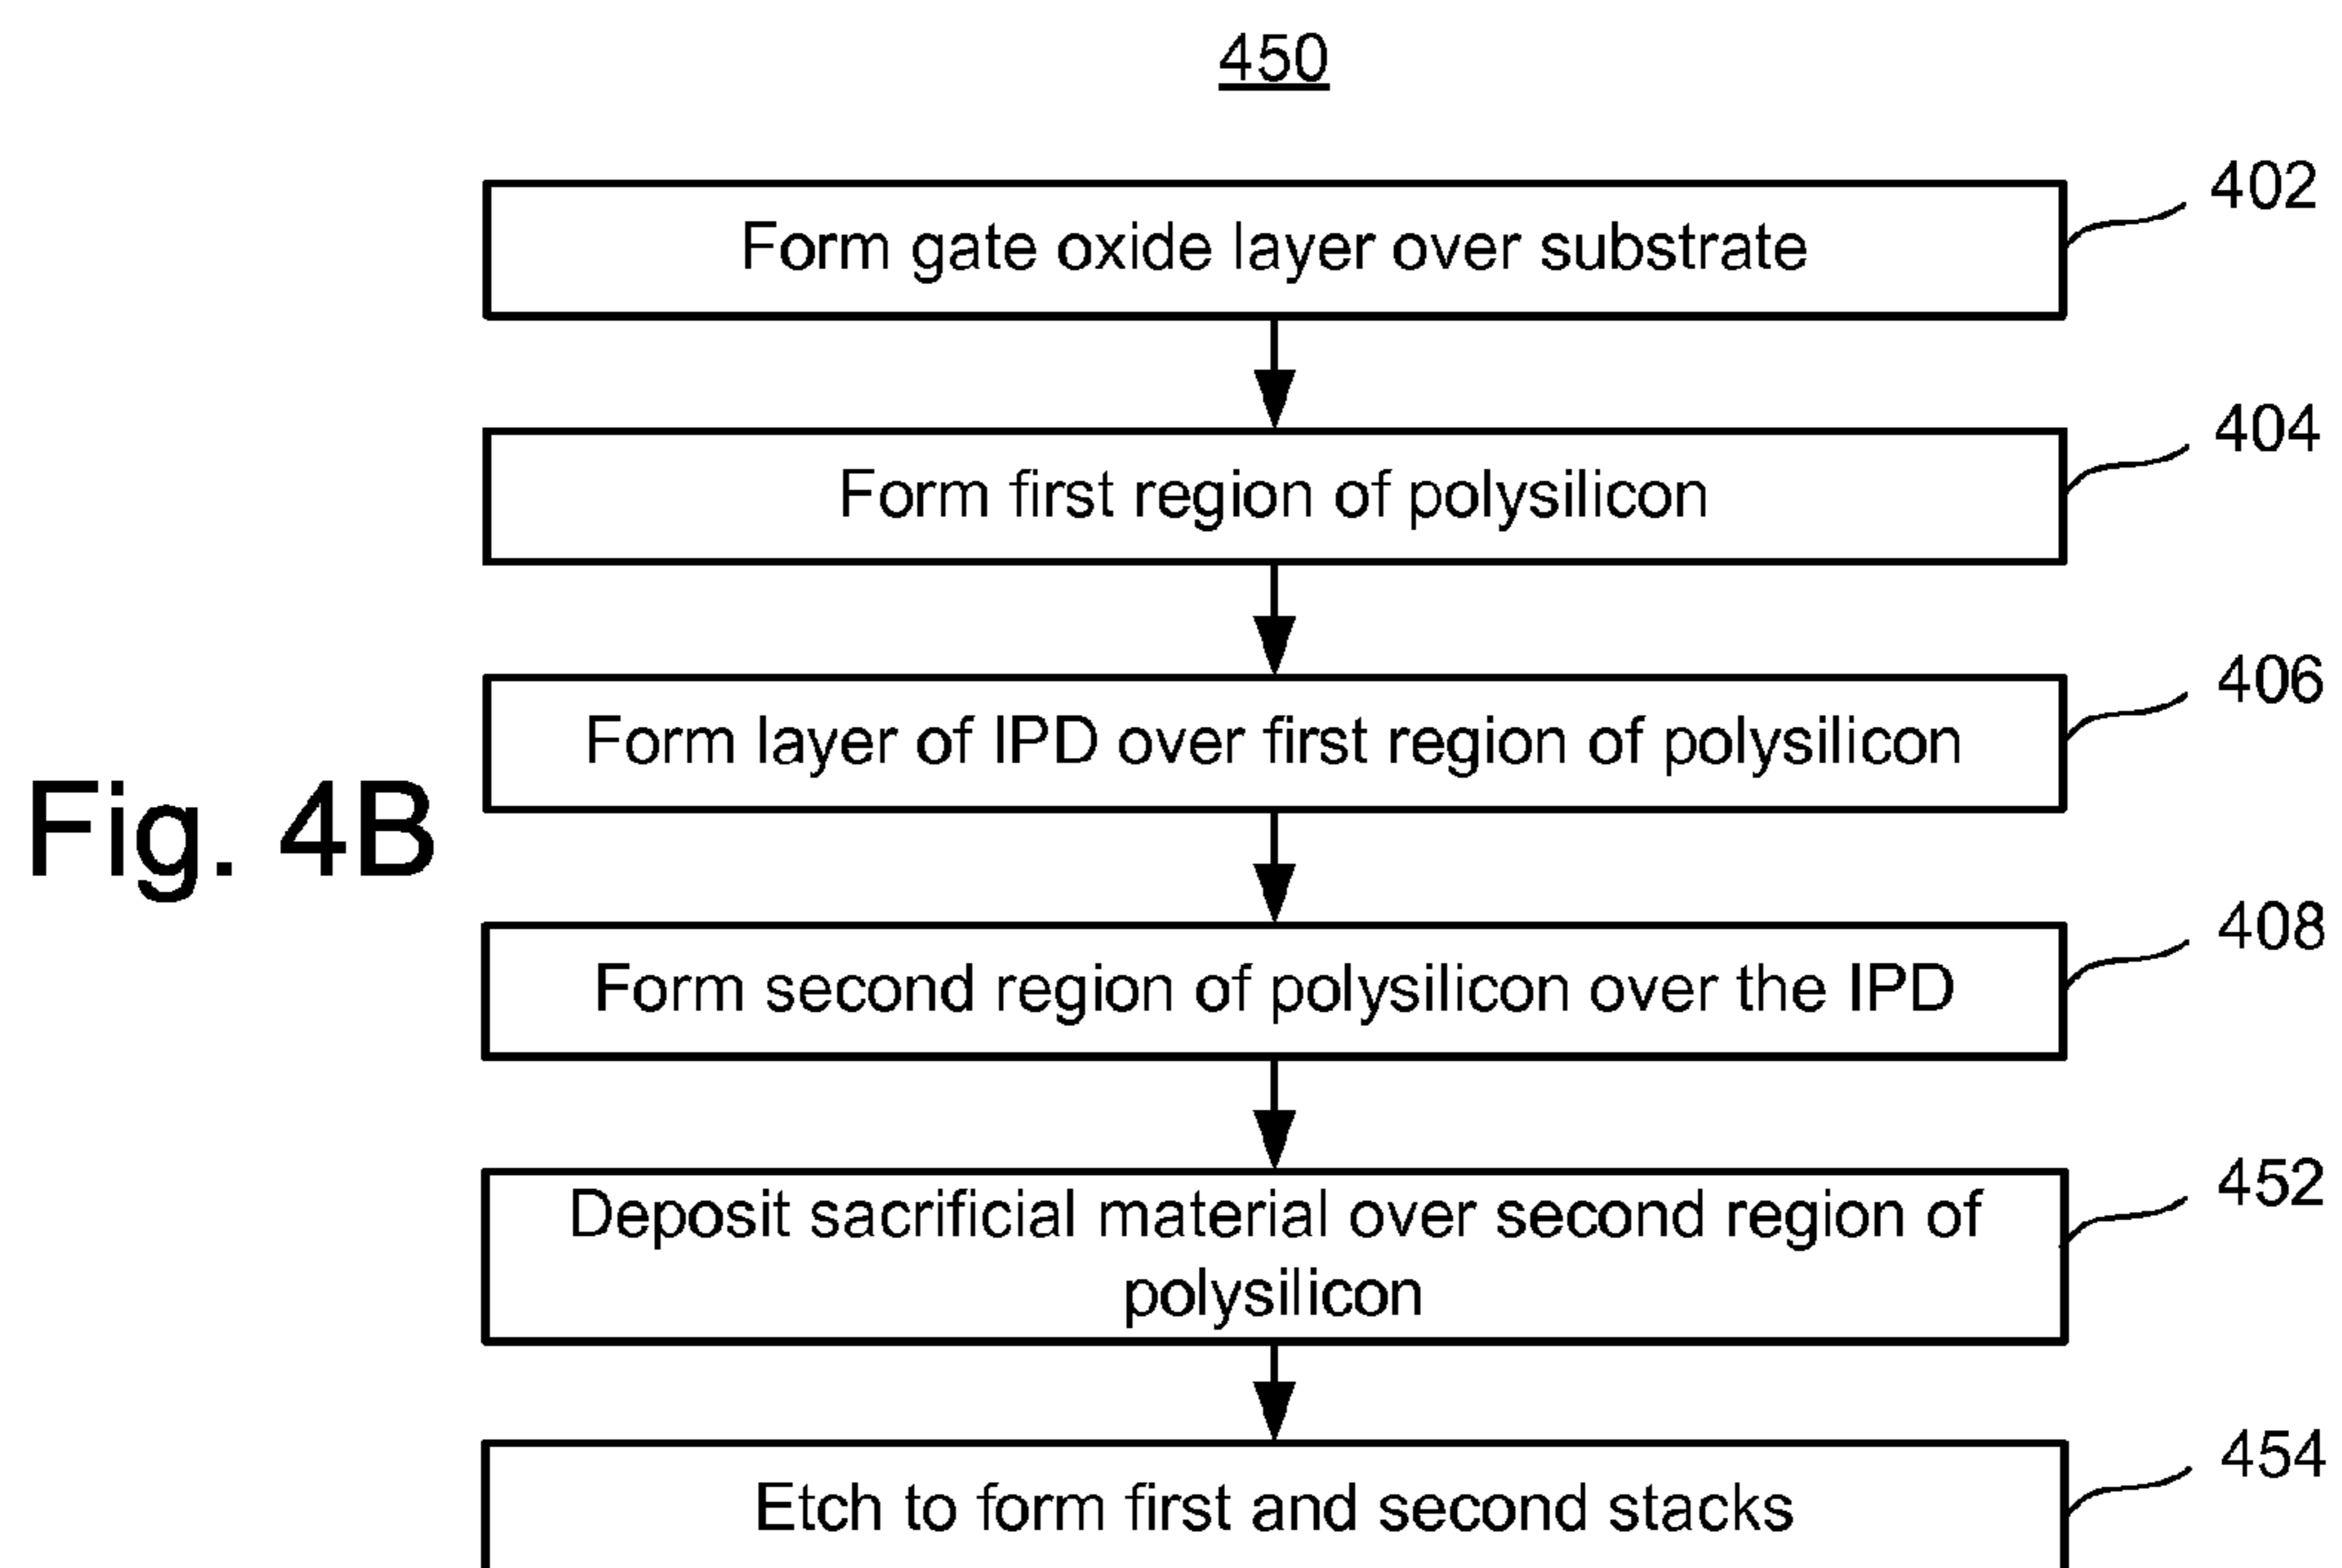 450
Form gate oxide layer over substrate
402
Form first region of polysilicon
404
Form layer of IPD over first region of polysilicon
406
Fig. 4B
Form second region of polysilicon over the IPD
408
Deposit sacrificial material over second region of
polysilicon
452
Etch to form first and second stacks
454